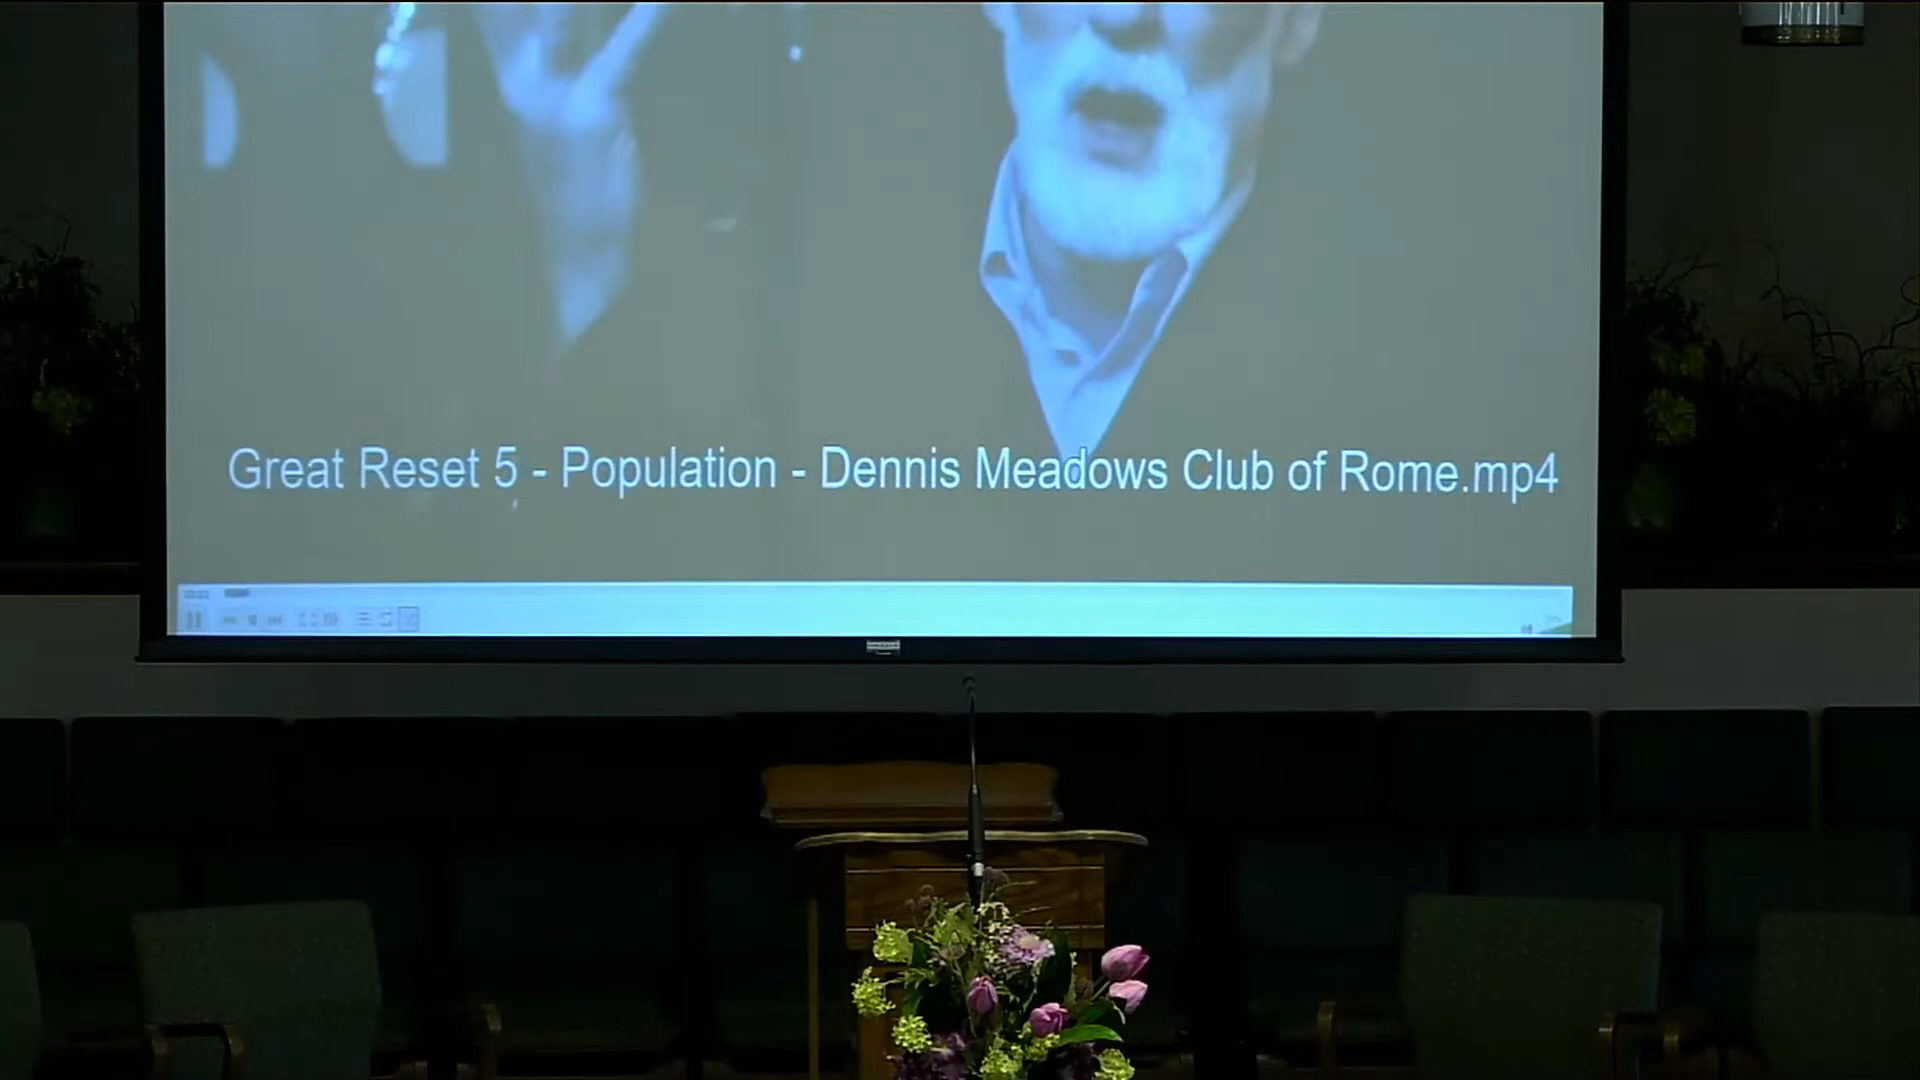 Great Reset 5 - Population - Dennis Meadows Club of Rome.mp4